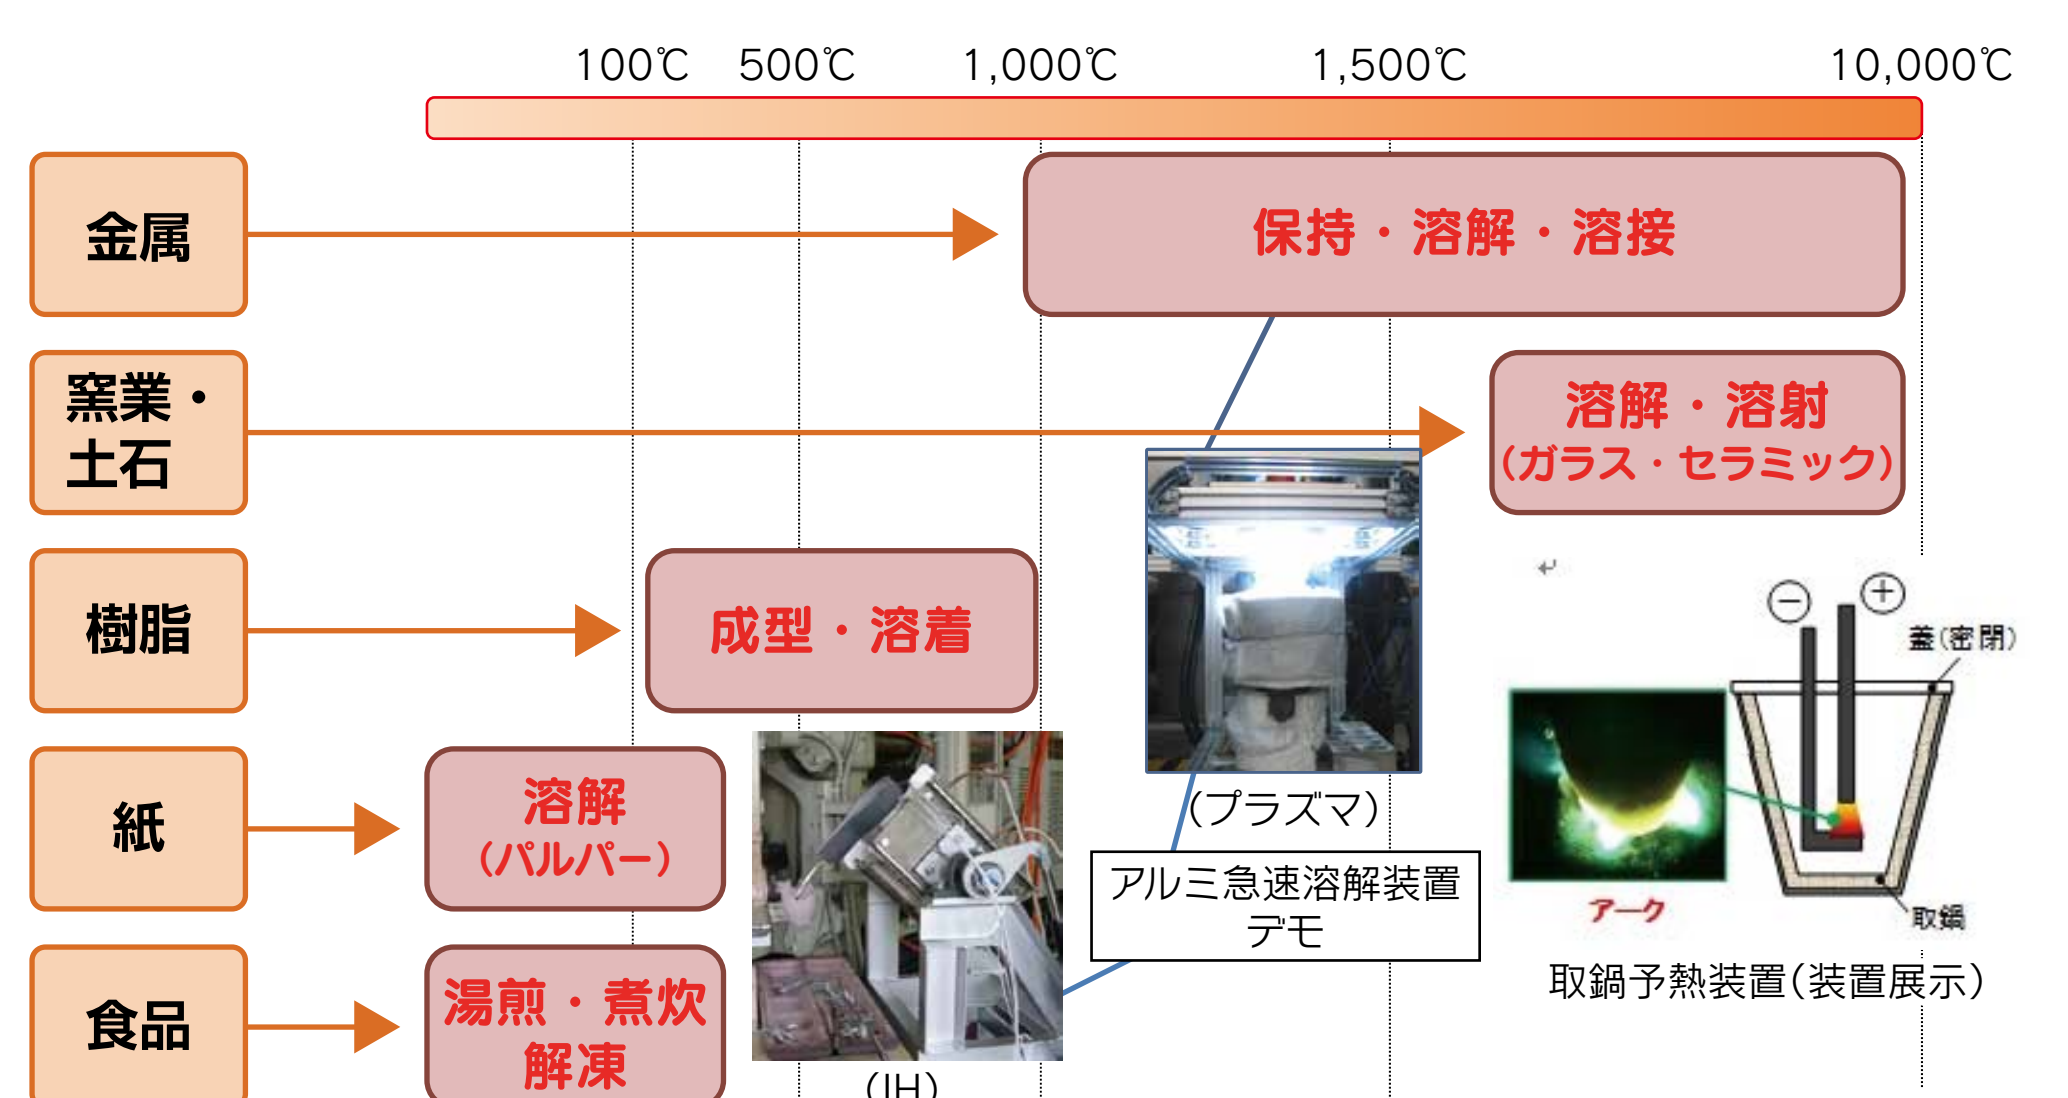 100℃ 500℃ 1,000℃ 1,500℃ 10,000℃
金属
保持・溶解・溶接
窯業・
土石
溶解・溶射
(ガラス・セラミック)
樹脂
成型・溶着
紙
溶解
(パルパー)
食品
湯煎・煮炊
解凍
(IH)
(プラズマ)
アルミ急速溶解装置
デモ
− +
蓋(密閉)
アーク
取鍋
取鍋予熱装置(装置展示)